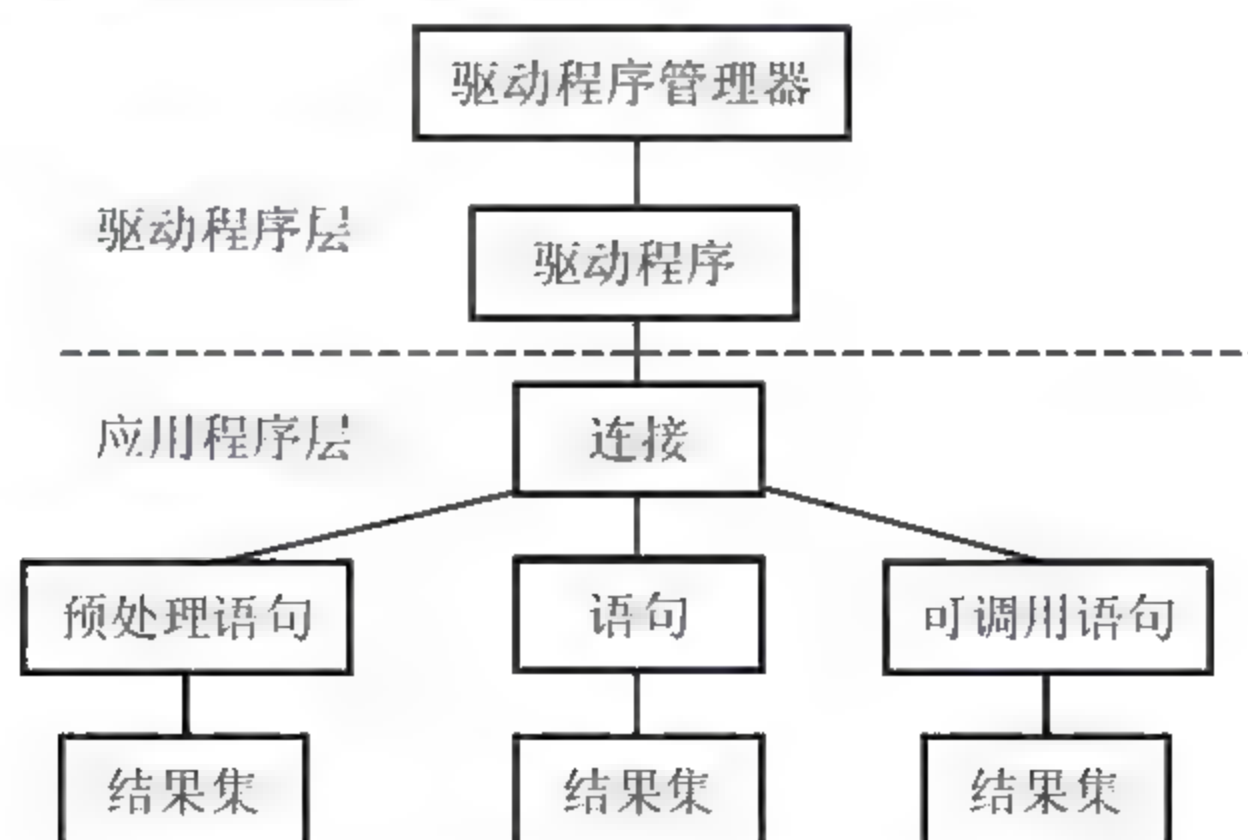 驱动程序管理器
驱动程序层
驱动程序
应用程序层
连接
预处理语句
语句
可调用语句
结果集
结果集
结果集